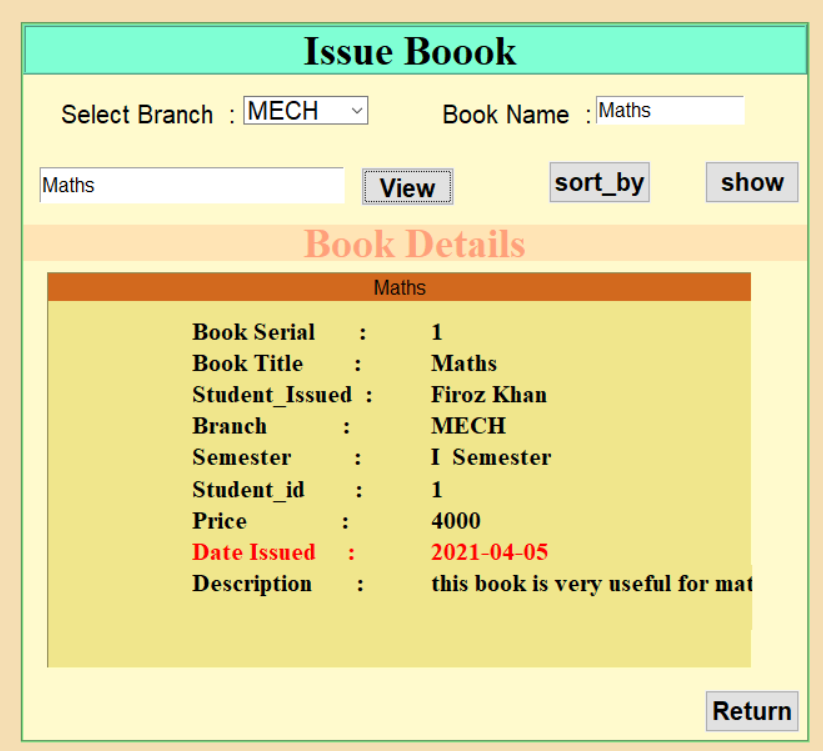 Issue Boook
Select Branch : MECH Book Name : Maths
Maths View sort_by show
Book Details
Maths
Book Serial : 1
Book Title : Maths
Student_Issued : Firoz Khan
Branch : MECH
Semester : I Semester
Student_id : 1
Price : 4000
Date Issued : 2021-04-05
Description : this book is very useful for mat
Return